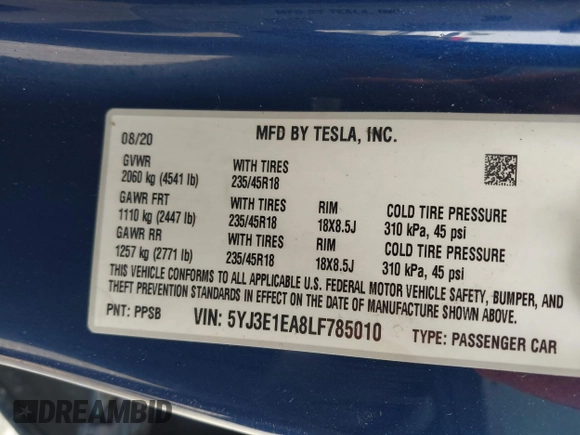 08/20 MFD BY TESLA, INC.
GVWR WITH TIRES
2060 kg (4541 lb) 235/45R18
GAWR FRT WITH TIRES RIM COLD TIRE PRESSURE
1110 kg (2447 lb) 235/45R18 18X8.5J 310 kPa, 45 psi
GAWR RR WITH TIRES RIM COLD TIRE PRESSURE
1257 kg (2771 lb) 235/45R18 18X8.5J 310 kPa, 45 psi
THIS VEHICLE CONFORMS TO ALL APPLICABLE U.S. FEDERAL MOTOR VEHICLE SAFETY, BUMPER, AND
THEFT PREVENTION STANDARDS IN EFFECT ON THE DATE OF MANUFACTURE SHOWN ABOVE.
PNT: PPSB VIN: 5YJ3E1EA8LF785010 TYPE: PASSENGER CAR
DREAMBID